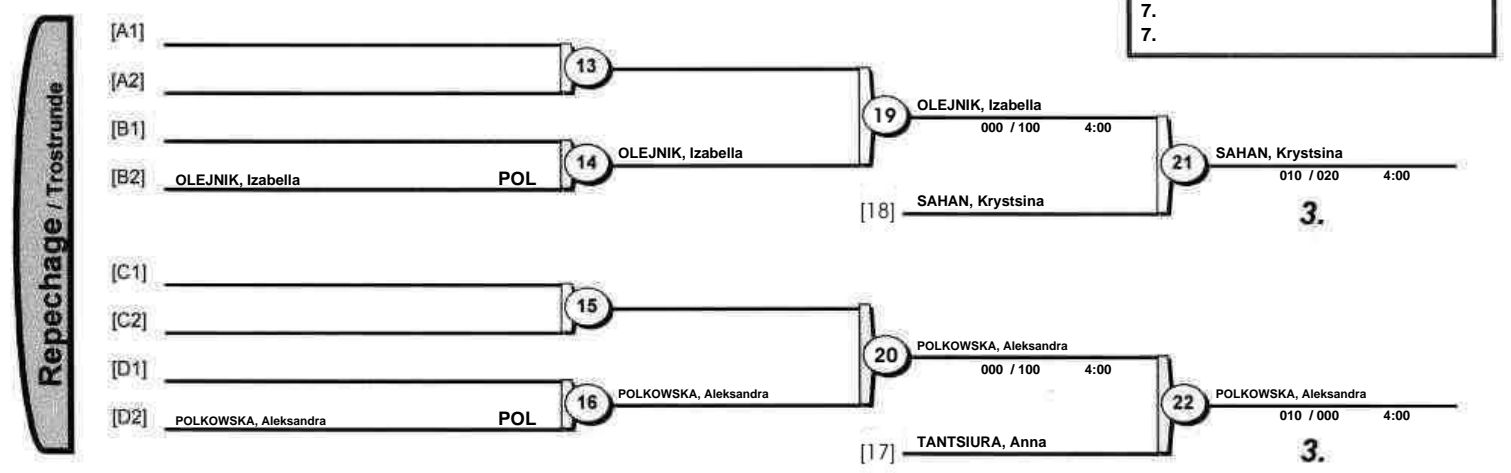 7.
7.
Repechage / Trostrunde
[A1]
[A2]
13
[B1]
[B2] OLEJNIK, Izabella POL
14
OLEJNIK, Izabella
19
OLEJNIK, Izabella
000 / 100 4:00
[18] SAHAN, Krystsina
21
SAHAN, Krystsina
010 / 020 4:00
3.
[C1]
[C2]
15
[D1]
[D2] POLKOWSKA, Aleksandra POL
16
POLKOWSKA, Aleksandra
20
POLKOWSKA, Aleksandra
000 / 100 4:00
[17] TANTSIURA, Anna
22
POLKOWSKA, Aleksandra
010 / 000 4:00
3.